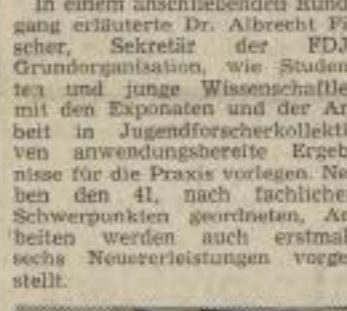 In einem anschließenden Rund
gang erläuterte Dr. Albrecht Fi
scher, Sekretär der FDJ
Grundorganisation, wie Studen
ten und junge Wissenschaftle
mit den Exponaten und der Ar
beit in Jugendforscherkollekti
ven anwendungsbereite Ergeb
nisse für die Praxis vorlegen. Ne
ben den 41, nach fachlichen
Schwerpunkten geordneten, Ar
beiten werden auch erstmal
sechs Neuererleistungen vorge
stellt.